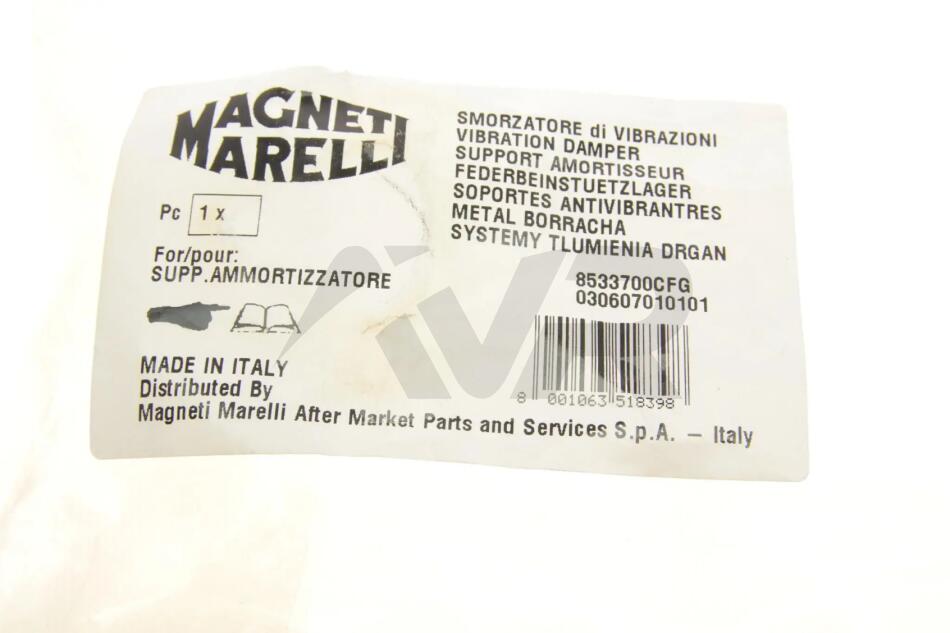 MAGNETI
MARELLI
Pc 1 x
For/pour:
SUPP.AMMORTIZZATORE
MADE IN ITALY
Distributed By
Magneti Marelli After Market Parts and Services S.p.A. – Italy
SMORZATORE di VIBRAZIONI
VIBRATION DAMPER
SUPPORT AMORTISSEUR
FEDERBEINSTUETZLAGER
SOPORTES ANTIVIBRANTRES
METAL BORRACHA
SYSTEMY TLUMIENIA DRGAN
8533700CFG
030607010101
8 001063 518398